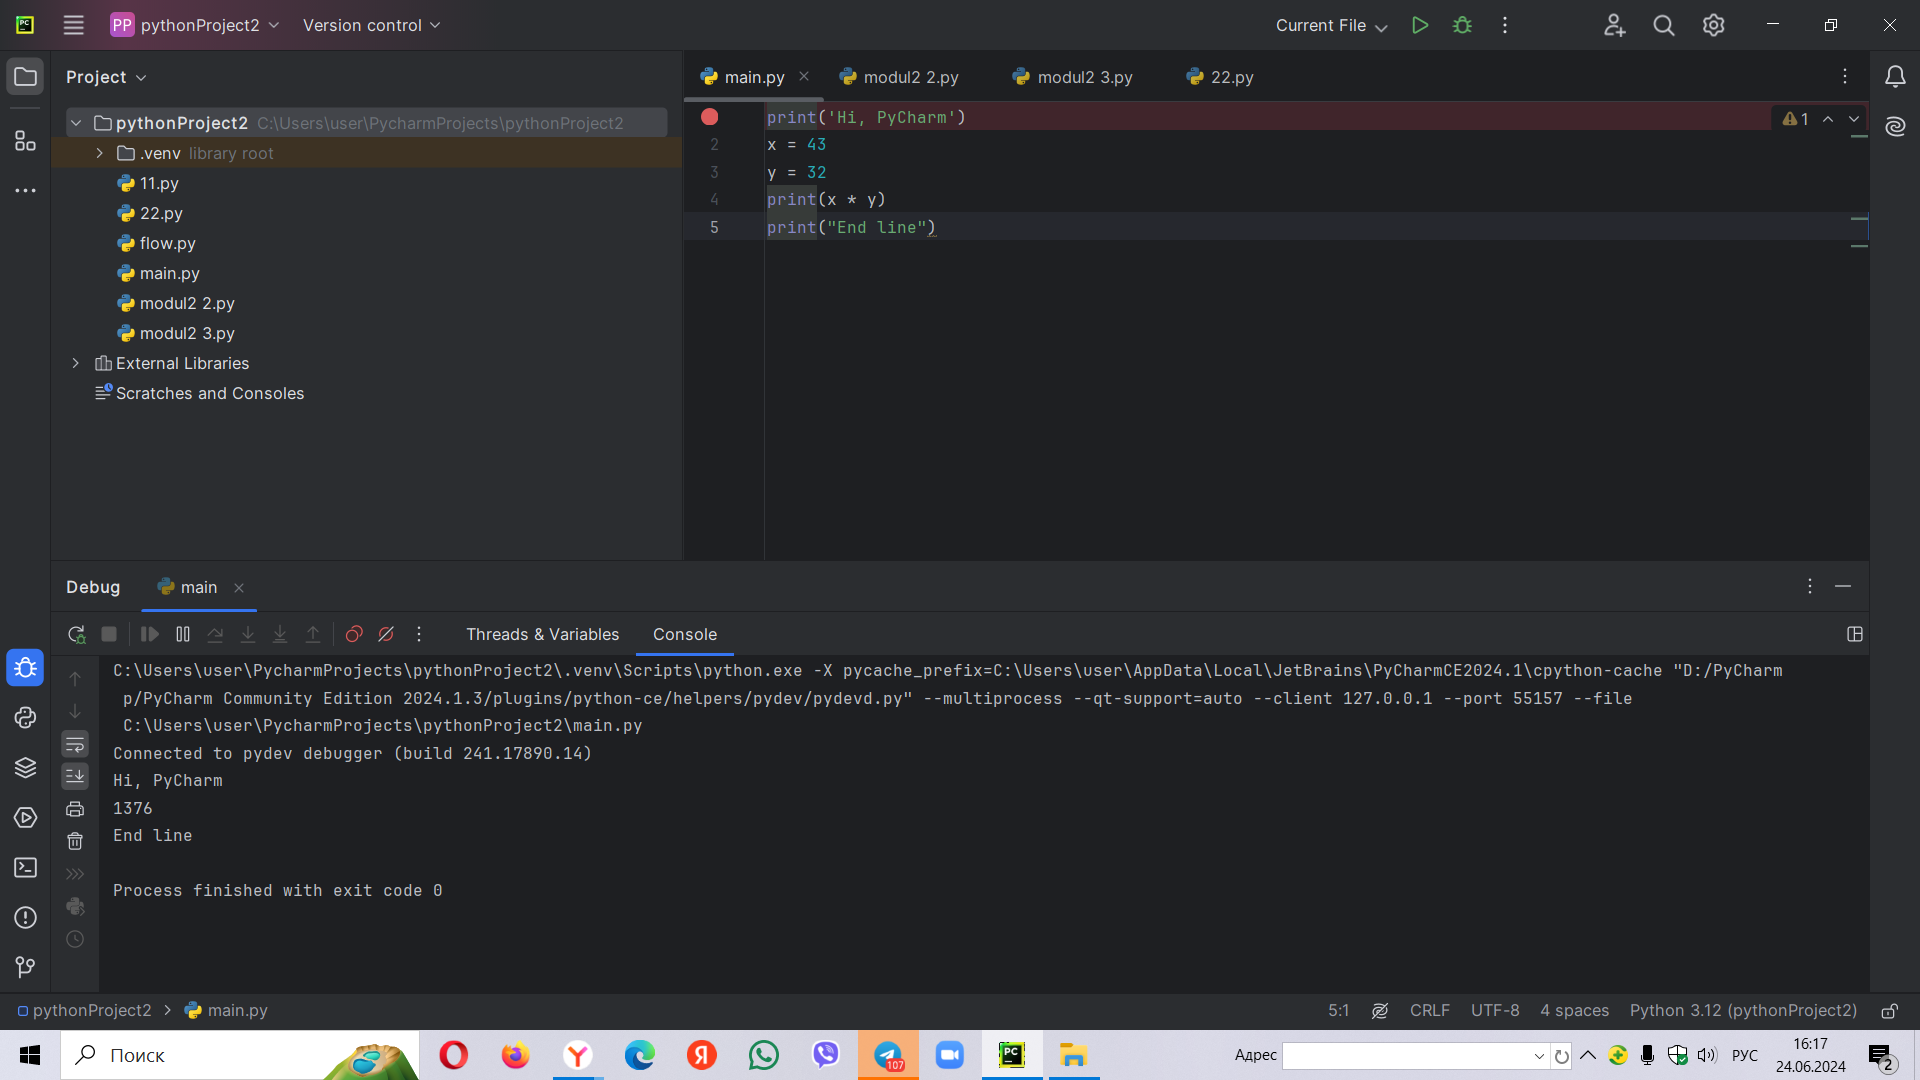 PC
PP pythonProject2
Version control
Current File
Project
main.py
modul2 2.py
modul2 3.py
22.py
pythonProject2 C:\Users\user\PycharmProjects\pythonProject2
.venv library root
11.py
22.py
flow.py
main.py
modul2 2.py
modul2 3.py
External Libraries
Scratches and Consoles
print('Hi, PyCharm')
1
2 x = 43
3 y = 32
4 print(x * y)
5 print("End line")
Debug
main
Threads & Variables
Console
C:\Users\user\PycharmProjects\pythonProject2\.venv\Scripts\python.exe -X pycache_prefix=C:\Users\user\AppData\Local\JetBrains\PyCharmCE2024.1\cpython-cache "D:/PyCharm
p/PyCharm Community Edition 2024.1.3/plugins/python-ce/helpers/pydev/pydevd.py" --multiprocess --qt-support=auto --client 127.0.0.1 --port 55157 --file
C:\Users\user\PycharmProjects\pythonProject2\main.py
Connected to pydev debugger (build 241.17890.14)
Hi, PyCharm
1376
End line
Process finished with exit code 0
pythonProject2 > main.py
5:1
CRLF
UTF-8
4 spaces
Python 3.12 (pythonProject2)
Поиск
Я
107
PC
Адрес
РУС
16:17
24.06.2024
2